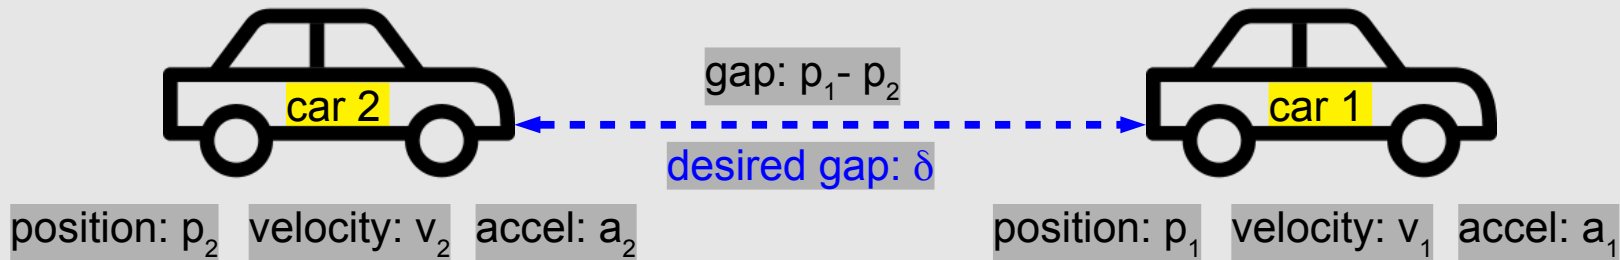 gap: p₁- p₂
car 2
car 1
desired gap: δ
position: p₂ velocity: v₂ accel: a₂
position: p₁ velocity: v₁ accel: a₁